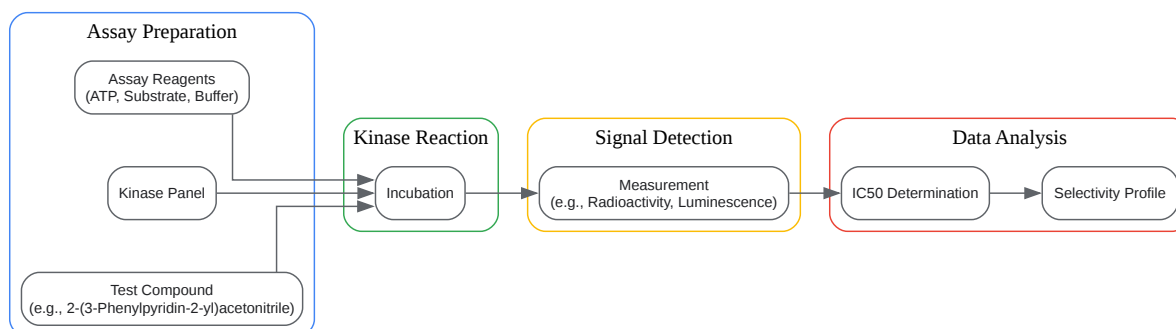 Assay Preparation
Assay Reagents
(ATP, Substrate, Buffer)
Kinase Panel
Test Compound
(e.g., 2-(3-Phenylpyridin-2-yl)acetonitrile)
Kinase Reaction
Incubation
Signal Detection
Measurement
(e.g., Radioactivity, Luminescence)
Data Analysis
IC50 Determination
Selectivity Profile